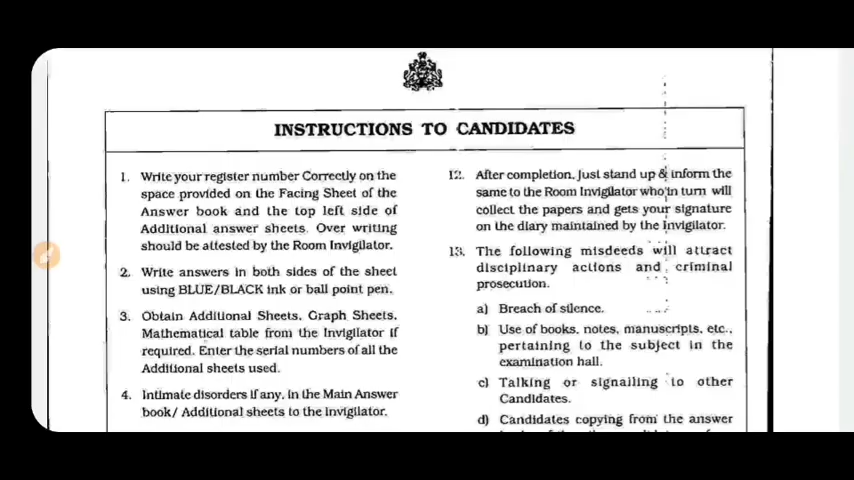 INSTRUCTIONS TO CANDIDATES
1. Write your register number Correctly on the
space provided on the Facing Sheet of the
Answer book and the top left side of
Additional answer sheets. Over writing
should be attested by the Room Invigilator.
2. Write answers in both sides of the sheet
using BLUE/BLACK ink or ball point pen.
3. Obtain Additional Sheets, Graph Sheets,
Mathematical table from the Invigilator if
required. Enter the serial numbers of all the
Additional sheets used.
4. Intimate disorders if any, in the Main Answer
book/ Additional sheets to the invigilator.
12. After completion, Just stand up & inform the
same to the Room Invigilator who in turn will
collect the papers and gets your signature
on the diary maintained by the Invigilator.
13. The following misdeeds will attract
disciplinary actions and criminal
prosecution.
a) Breach of silence.
b) Use of books, notes, manuscripts, etc.,
pertaining to the subject in the
examination hall.
c) Talking or signalling to other
Candidates.
d) Candidates copying from the answer